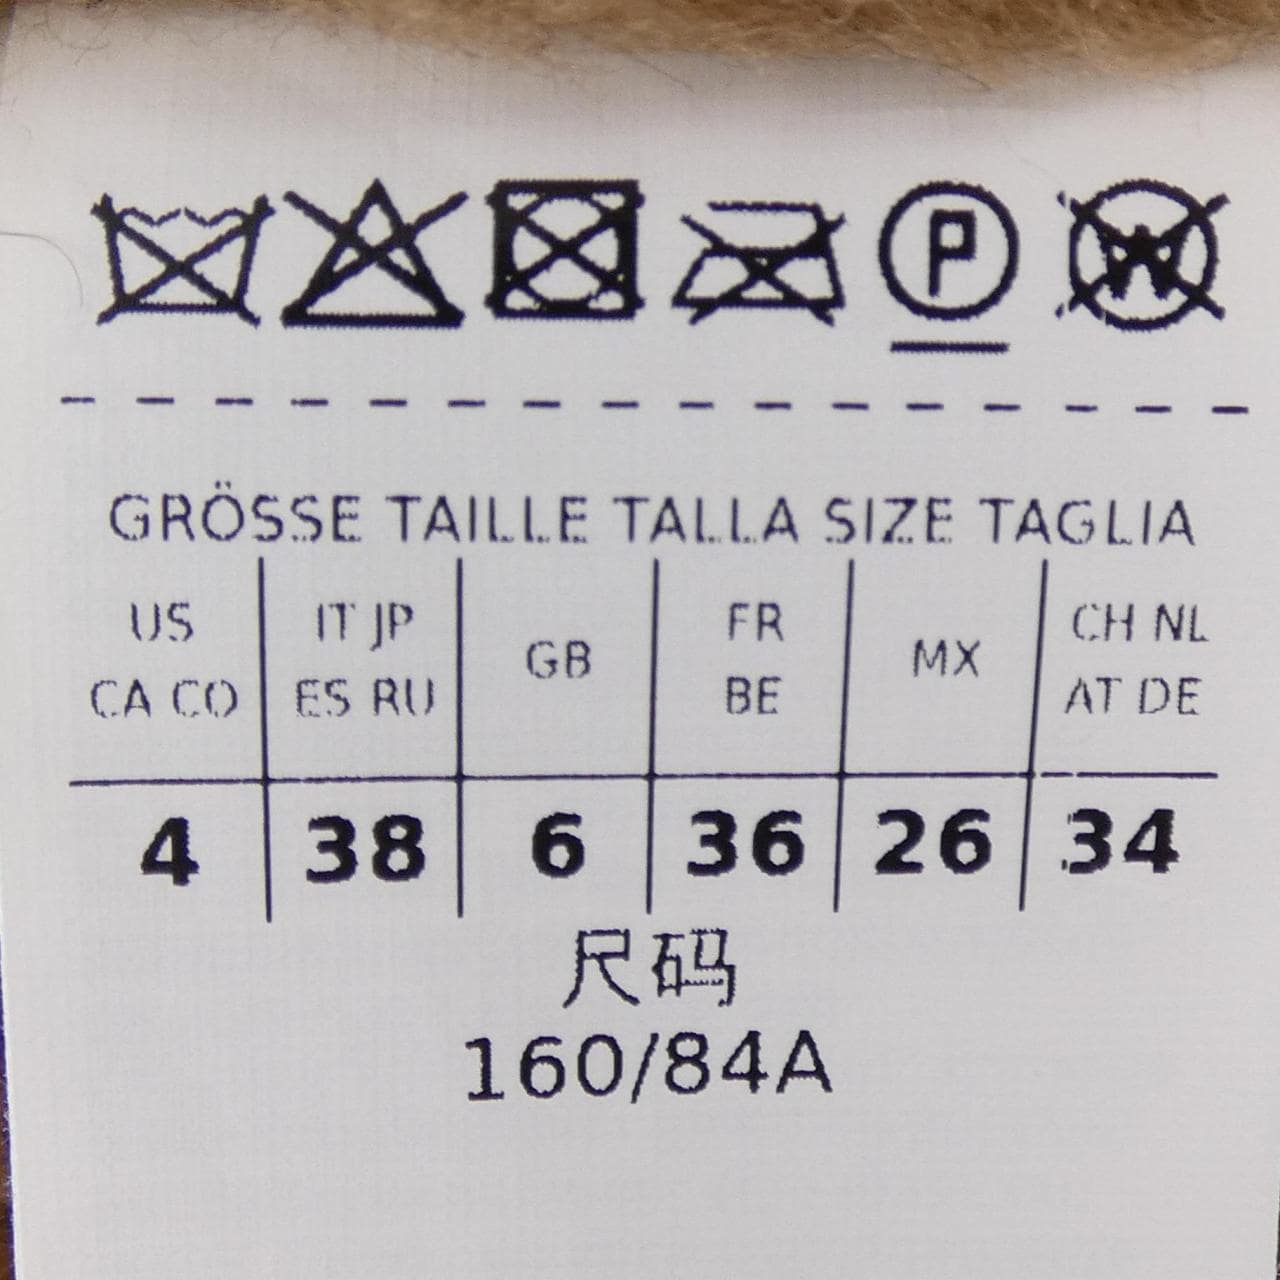 P W
GRÖSSE TAILLE TALLA SIZE TAGLIA
US IT JP GB FR MX CH NL
CA CO ES RU BE AT DE
4 38 6 36 26 34
尺码
160/84A